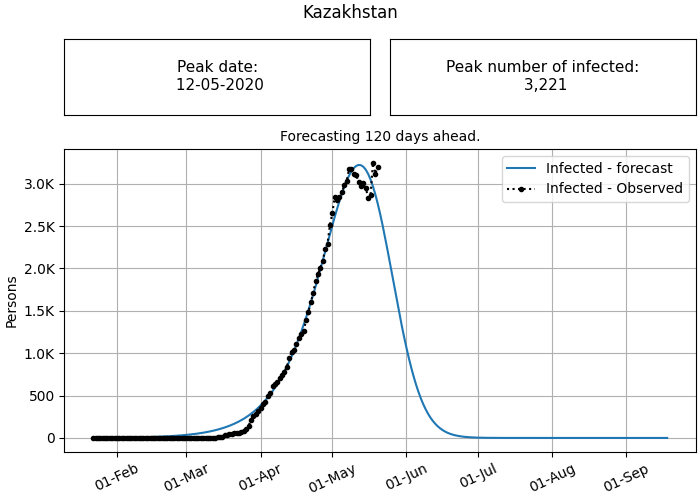 Kazakhstan
Peak date:
12-05-2020
Peak number of infected:
3,221
Forecasting 120 days ahead.
Infected - forecast
Infected - Observed
Persons
3.0K
2.5K
2.0K
1.5K
1.0K
500
0
01-Feb
01-Mar
01-Apr
01-May
01-Jun
01-Jul
01-Aug
01-Sep